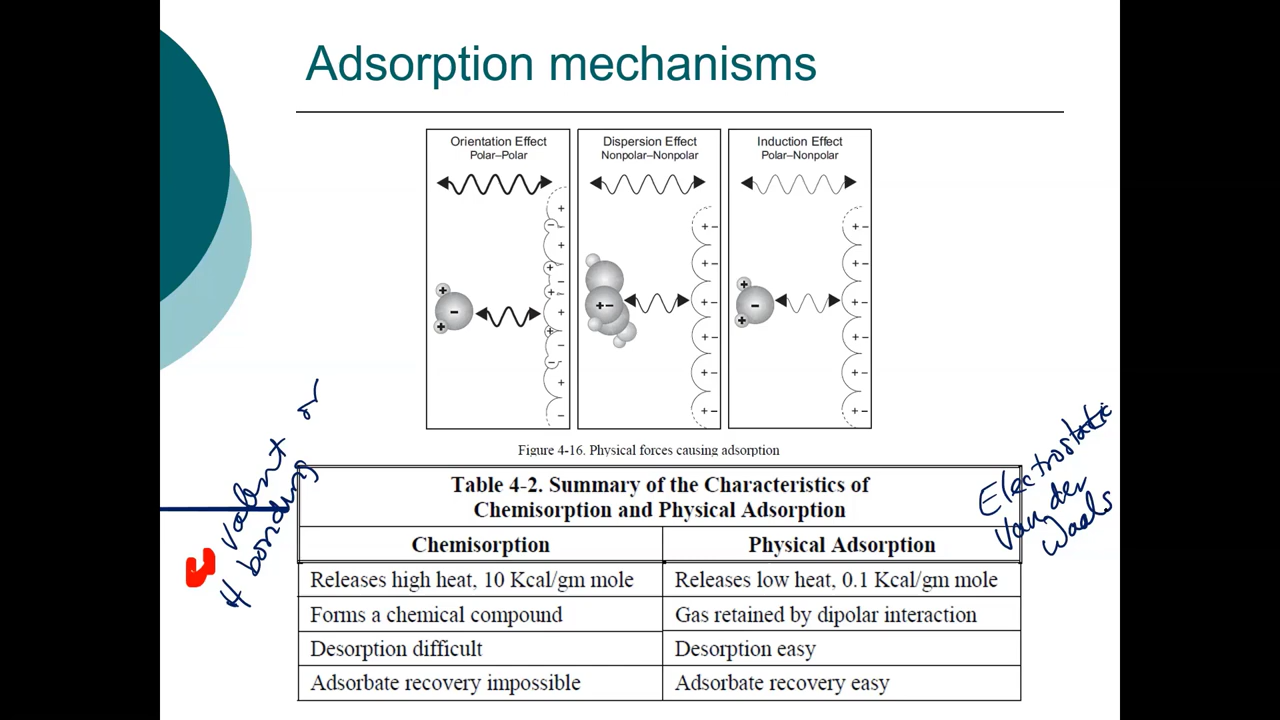 Adsorption mechanisms
Orientation Effect
Polar–Polar
Dispersion Effect
Nonpolar–Nonpolar
Induction Effect
Polar–Nonpolar
Figure 4-16. Physical forces causing adsorption
valent or
H bonding
Electrostatic
Van der
Waals
Table 4-2. Summary of the Characteristics of
Chemisorption and Physical Adsorption
Chemisorption
Physical Adsorption
Releases high heat, 10 Kcal/gm mole
Releases low heat, 0.1 Kcal/gm mole
Forms a chemical compound
Gas retained by dipolar interaction
Desorption difficult
Desorption easy
Adsorbate recovery impossible
Adsorbate recovery easy